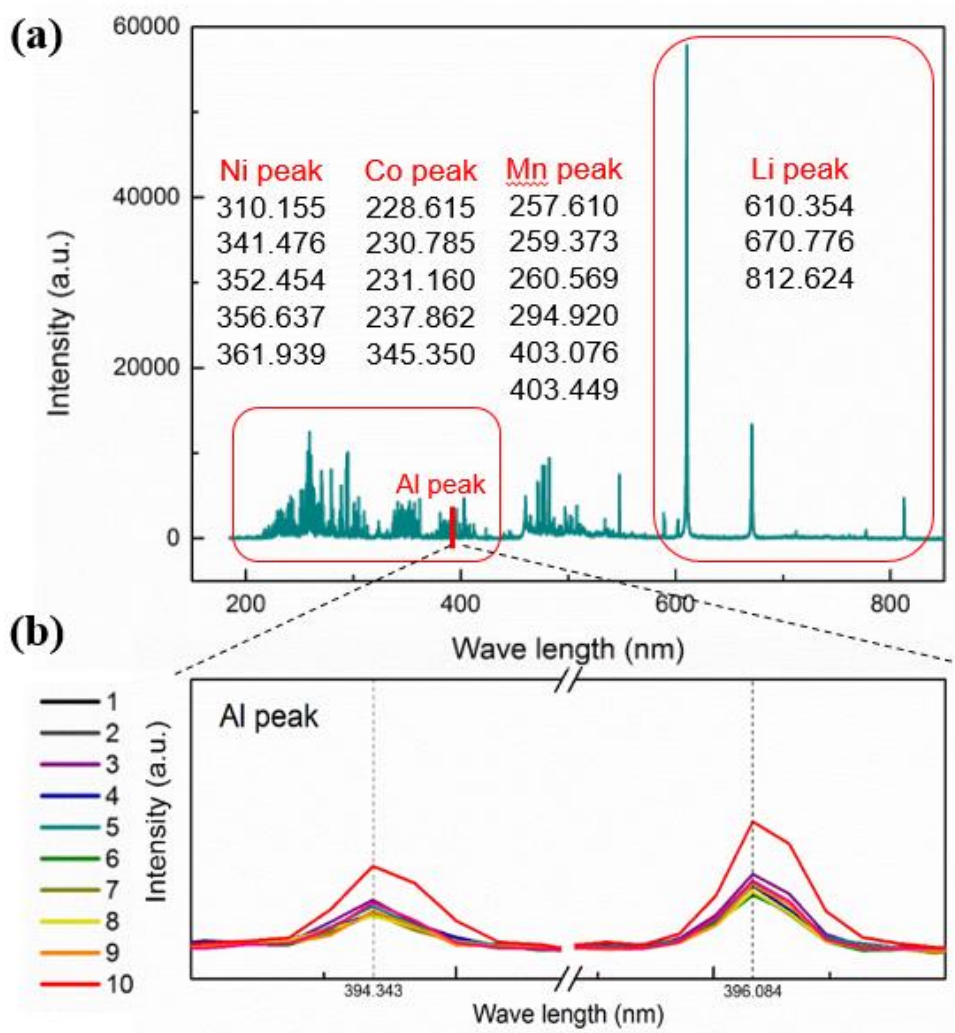 (a)
60000
40000
20000
0
Intensity (a.u.)
Ni peak
310.155
341.476
352.454
356.637
361.939
Co peak
228.615
230.785
231.160
237.862
345.350
Mn peak
257.610
259.373
260.569
294.920
403.076
403.449
Li peak
610.354
670.776
812.624
Al peak
200 400 600 800
Wave length (nm)
(b)
1
2
3
4
5
6
7
8
9
10
Intensity (a.u.)
Al peak
394.343 396.084
Wave length (nm)